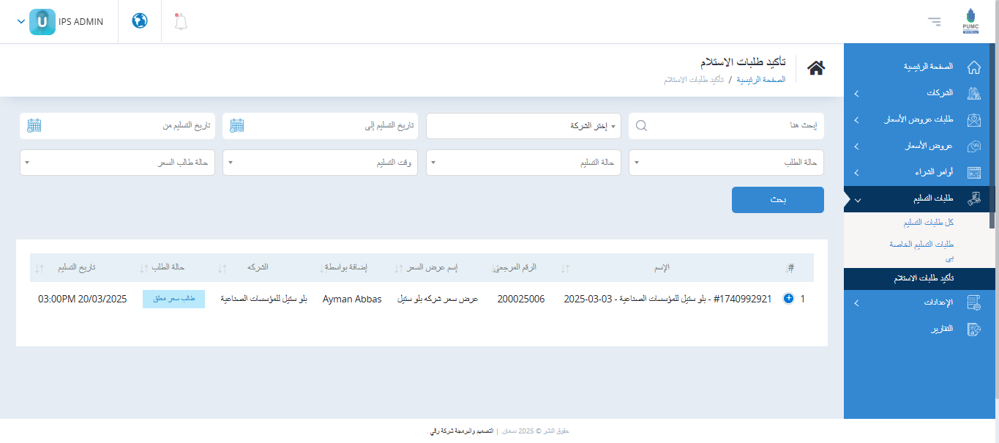 IPS ADMIN
PUMC
تأكيد طلبات الاستلام
الصفحة الرئيسية / تأكيد طلبات الاستلام
الصفحة الرئيسية
الشركات
طلبات عروض الأسعار
عروض الأسعار
أوامر الشراء
طلبات التسليم
كل طلبات التسليم
طلبات التسليم الخاصة
بي
تأكيد طلبات الاستلام
الإعدادات
التقارير
إبحث هنا
إختر الشركة
تاريخ التسليم إلى
تاريخ التسليم من
حالة الطلب
حالة التسليم
وقت التسليم
حالة طالب السعر
بحث
# الإسم الرقم المرجعي إسم عرض السعر إضافة بواسطة الشركه حالة الطلب تاريخ التسليم
1 #1740992921 - بلو ستيل للمؤسسات الصناعية - 03-03-2025 200025006 عرض سعر شركه بلو ستيل Ayman Abbas بلو ستيل للمؤسسات الصناعية طالب سعر معلق 03:00PM 20/03/2025
حقوق النشر © 2025 نسمان. | التصميم والبرمجة شركة رقي .